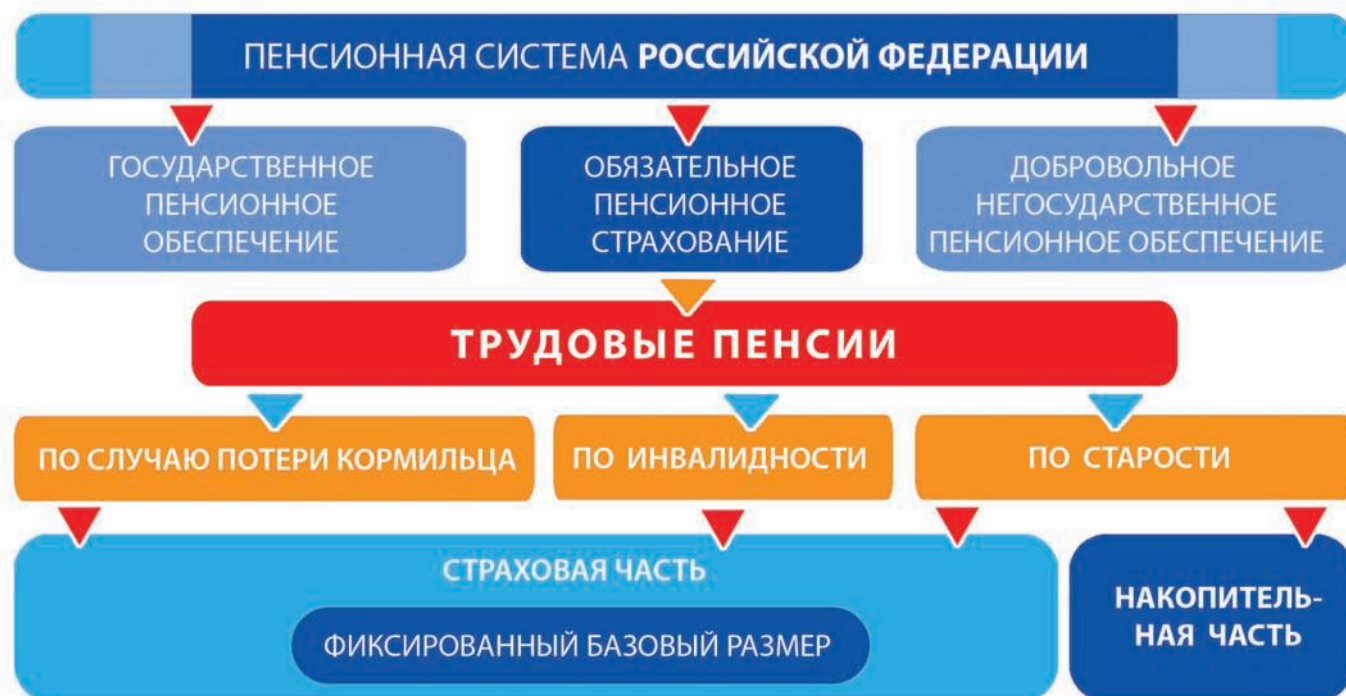 ПЕНСИОННАЯ СИСТЕМА РОССИЙСКОЙ ФЕДЕРАЦИИ
ГОСУДАРСТВЕННОЕ
ПЕНСИОННОЕ
ОБЕСПЕЧЕНИЕ
ОБЯЗАТЕЛЬНОЕ
ПЕНСИОННОЕ
СТРАХОВАНИЕ
ДОБРОВОЛЬНОЕ
НЕГОСУДАРСТВЕННОЕ
ПЕНСИОННОЕ ОБЕСПЕЧЕНИЕ
ТРУДОВЫЕ ПЕНСИИ
ПО СЛУЧАЮ ПОТЕРИ КОРМИЛЬЦА
ПО ИНВАЛИДНОСТИ
ПО СТАРОСТИ
СТРАХОВАЯ ЧАСТЬ
ФИКСИРОВАННЫЙ БАЗОВЫЙ РАЗМЕР
НАКОПИТЕЛЬ-
НАЯ ЧАСТЬ